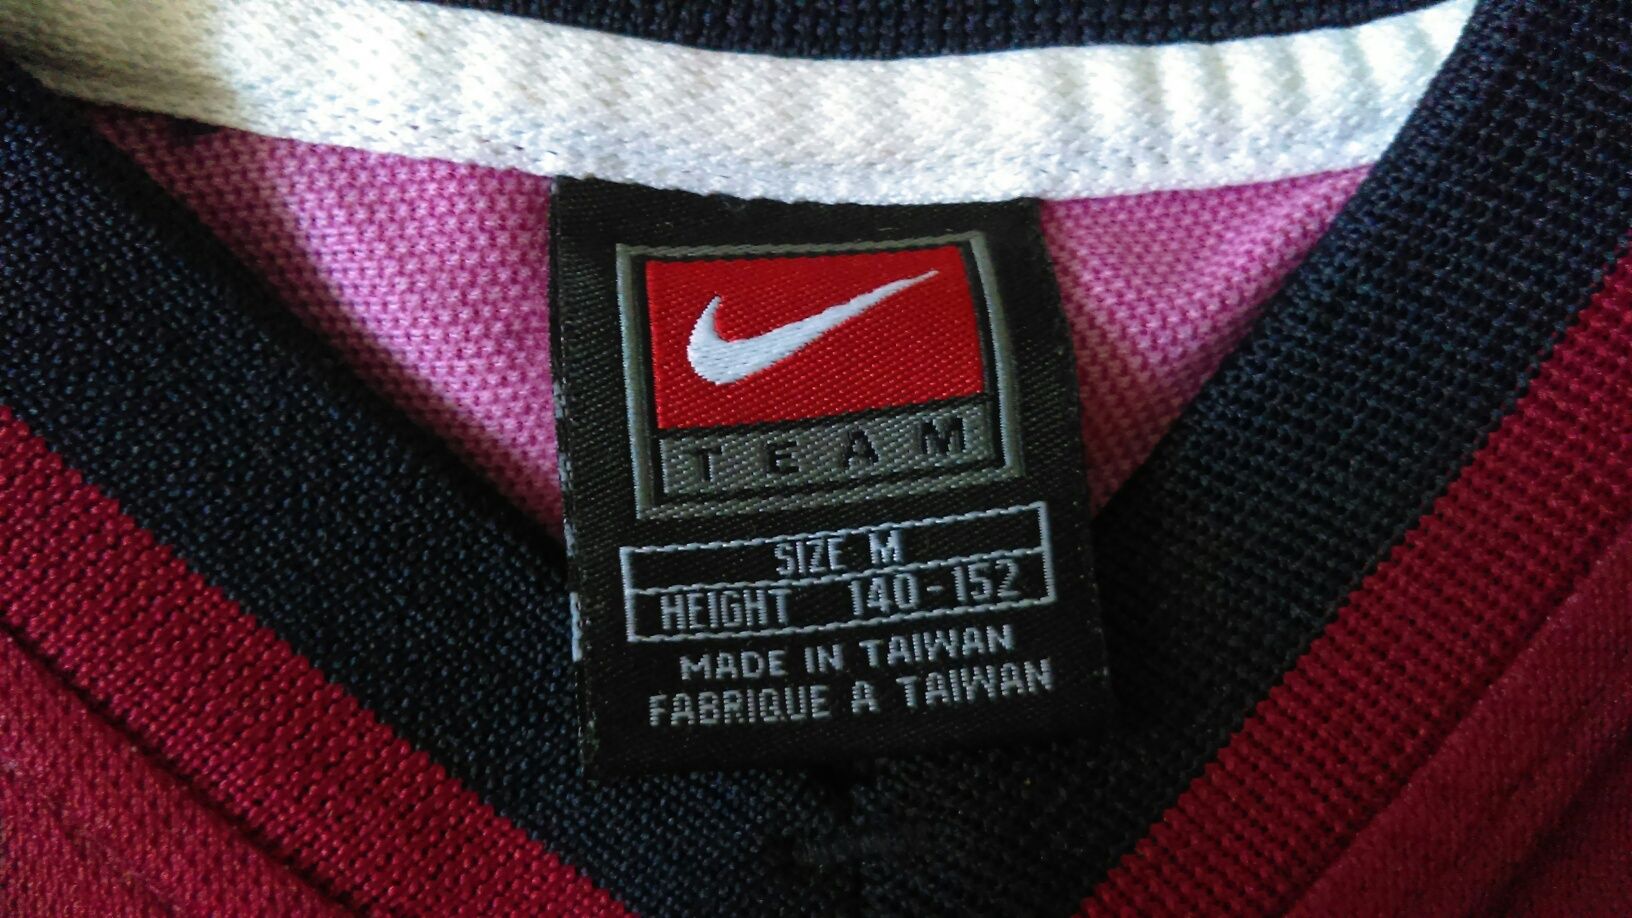 TEAM
SIZE M
HEIGHT 140-152
MADE IN TAIWAN
FABRIQUE A TAIWAN